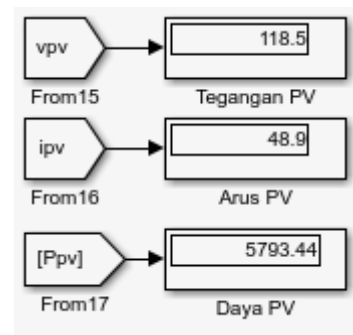 vpv
118.5
From15
Tegangan PV
ipv
48.9
From16
Arus PV
[Ppv]
5793.44
From17
Daya PV